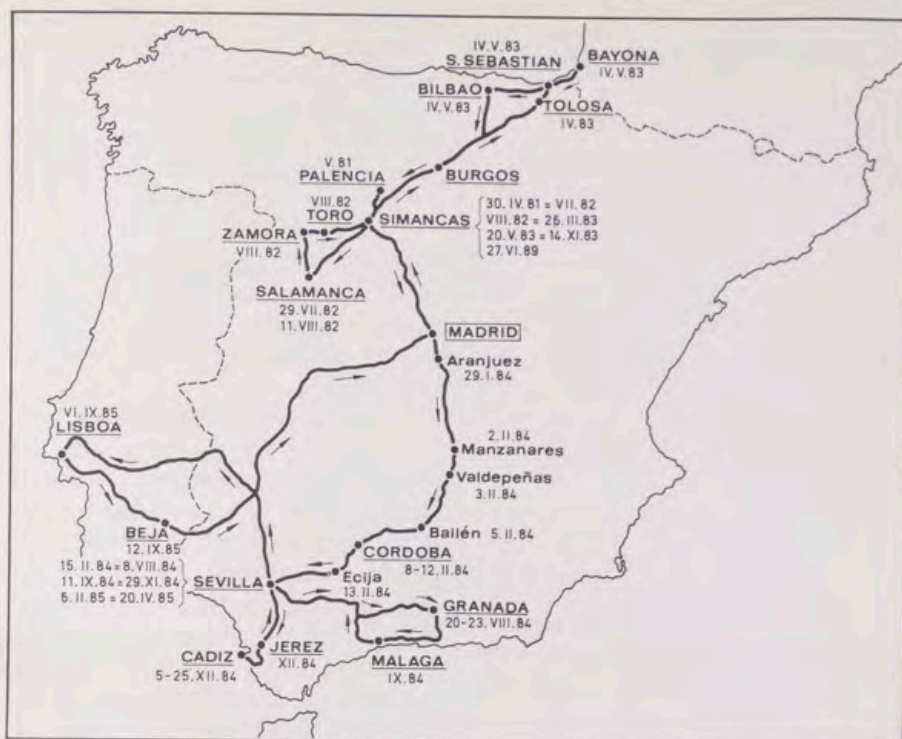 IV.V.83
S. SEBASTIAN
BAYONA
IV.V.83
BILBAO
IV.V.83
TOLOSA
IV.83
V.81
PALENCIA
BURGOS
VIII.82
TORO
SIMANCAS
30.IV.81 = VII.82
VIII.82 = 26.III.83
20.V.83 = 14.XI.83
27.VI.89
ZAMORA
VIII.82
SALAMANCA
29.VII.82
11.VIII.82
MADRID
Aranjuez
29.I.84
VI.IX.85
LISBOA
2.II.84
Manzanares
Valdepeñas
3.II.84
BEJA
12.IX.85
Bailén 5.II.84
CORDOBA
8-12.II.84
15.II.84 = 8.VIII.84
11.IX.84 = 29.XI.84
6.II.85 = 20.IV.85
SEVILLA
Ecija
13.II.84
GRANADA
20-23.VIII.84
CADIZ
5-25.XII.84
JEREZ
XII.84
MALAGA
IX.84